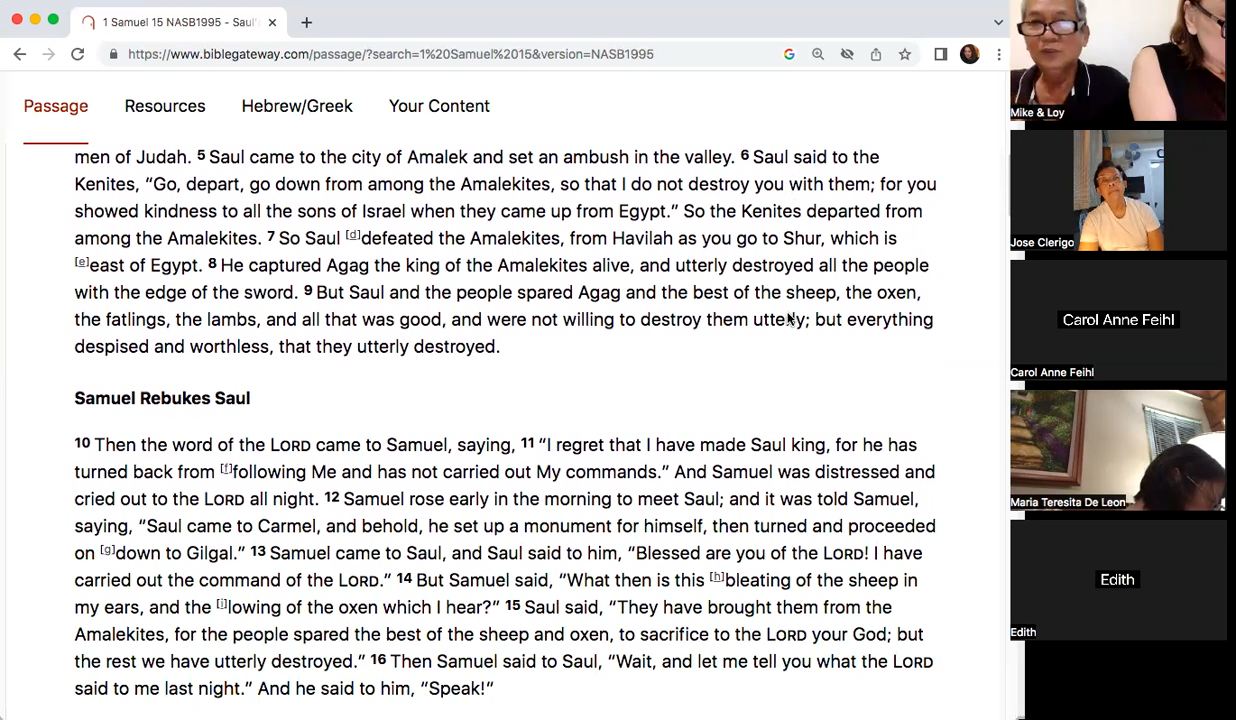 1 Samuel 15 NASB1995 - Saul'
https://www.biblegateway.com/passage/?search=1%20Samuel%2015&version=NASB1995
Passage Resources Hebrew/Greek Your Content
men of Judah. 5 Saul came to the city of Amalek and set an ambush in the valley. 6 Saul said to the
Kenites, “Go, depart, go down from among the Amalekites, so that I do not destroy you with them; for you
showed kindness to all the sons of Israel when they came up from Egypt.” So the Kenites departed from
among the Amalekites. 7 So Saul [d]defeated the Amalekites, from Havilah as you go to Shur, which is
[e]east of Egypt. 8 He captured Agag the king of the Amalekites alive, and utterly destroyed all the people
with the edge of the sword. 9 But Saul and the people spared Agag and the best of the sheep, the oxen,
the fatlings, the lambs, and all that was good, and were not willing to destroy them utterly; but everything
despised and worthless, that they utterly destroyed.
Samuel Rebukes Saul
10 Then the word of the LORD came to Samuel, saying, 11 “I regret that I have made Saul king, for he has
turned back from [f]following Me and has not carried out My commands.” And Samuel was distressed and
cried out to the LORD all night. 12 Samuel rose early in the morning to meet Saul; and it was told Samuel,
saying, “Saul came to Carmel, and behold, he set up a monument for himself, then turned and proceeded
on [g]down to Gilgal.” 13 Samuel came to Saul, and Saul said to him, “Blessed are you of the LORD! I have
carried out the command of the LORD.” 14 But Samuel said, “What then is this [h]bleating of the sheep in
my ears, and the [i]lowing of the oxen which I hear?” 15 Saul said, “They have brought them from the
Amalekites, for the people spared the best of the sheep and oxen, to sacrifice to the LORD your God; but
the rest we have utterly destroyed.” 16 Then Samuel said to Saul, “Wait, and let me tell you what the LORD
said to me last night.” And he said to him, “Speak!”
Mike & Loy
Jose Clerigo
Carol Anne Feihl
Carol Anne Feihl
Maria Teresita De Leon
Edith
Edith